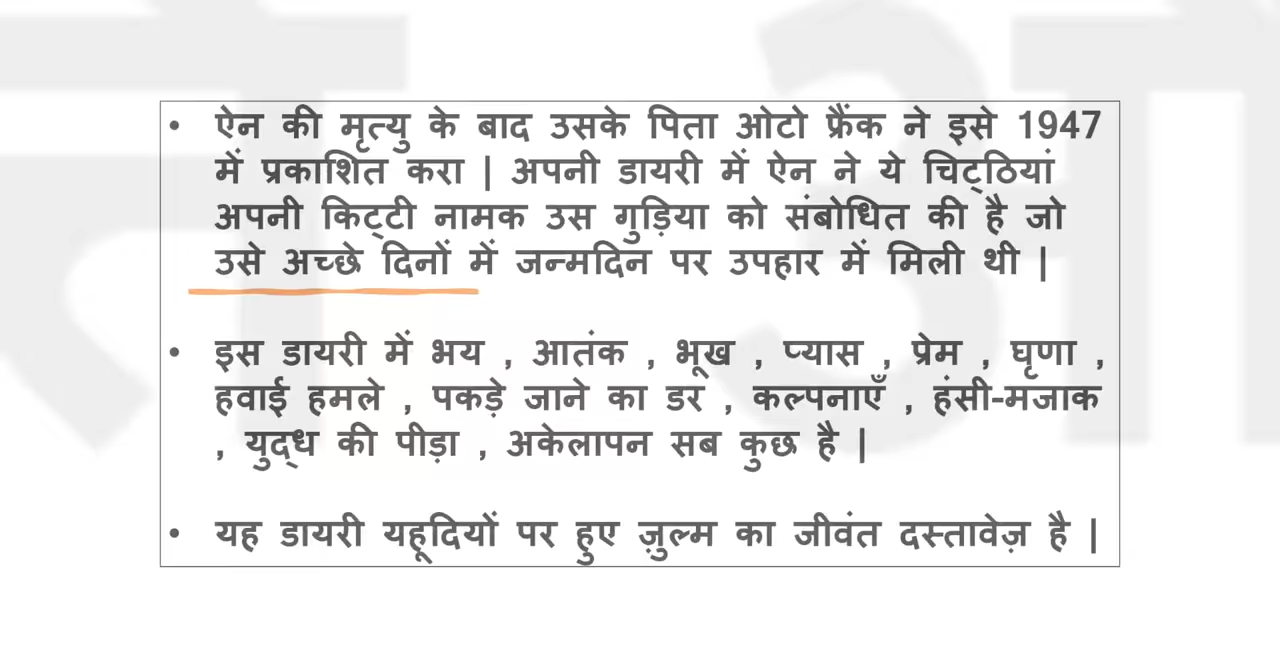 • ऐन की मृत्यु के बाद उसके पिता ओटो फ्रैंक ने इसे 1947
में प्रकाशित करा | अपनी डायरी में ऐन ने ये चिट्ठियां
अपनी किट्टी नामक उस गुड़िया को संबोधित की है जो
उसे अच्छे दिनों में जन्मदिन पर उपहार में मिली थी |
• इस डायरी में भय , आतंक , भूख , प्यास , प्रेम , घृणा ,
हवाई हमले , पकड़े जाने का डर , कल्पनाएँ , हंसी-मजाक
, युद्ध की पीड़ा , अकेलापन सब कुछ है |
• यह डायरी यहूदियों पर हुए ज़ुल्म का जीवंत दस्तावेज़ है |